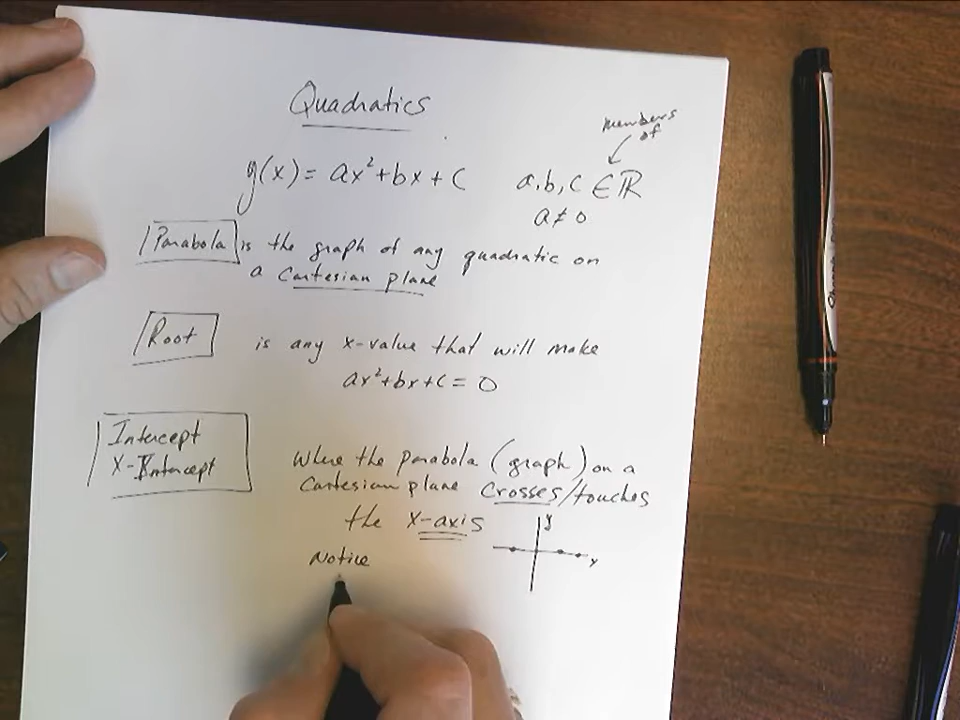 Quadratics
members
of
g(x) = ax²+bx+c a,b,c ∈ ℝ
a≠0
Parabola is the graph of any quadratic on
a Cartesian plane
Root is any x-value that will make
ax²+bx+c=0
Intercept
X-Intercept
Where the parabola (graph) on a
Cartesian plane crosses/touches
the x-axis
y
x
Notice